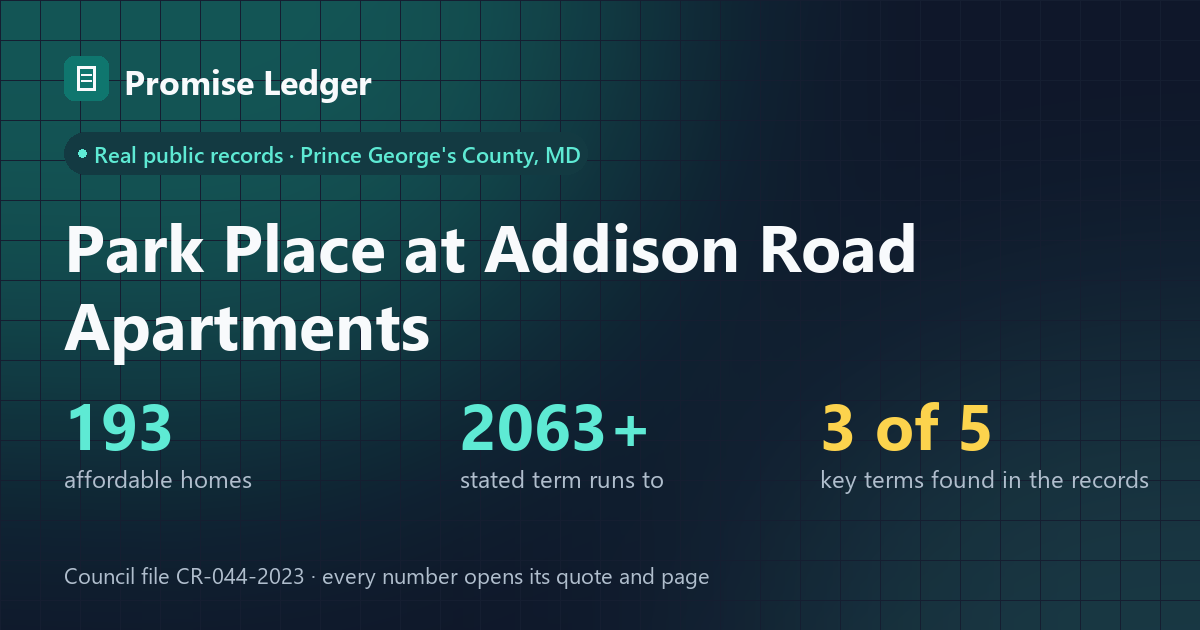 Promise Ledger
Real public records · Prince George's County, MD
Park Place at Addison Road
Apartments
193
affordable homes
2063+
stated term runs to
3 of 5
key terms found in the records
Council file CR-044-2023 · every number opens its quote and page